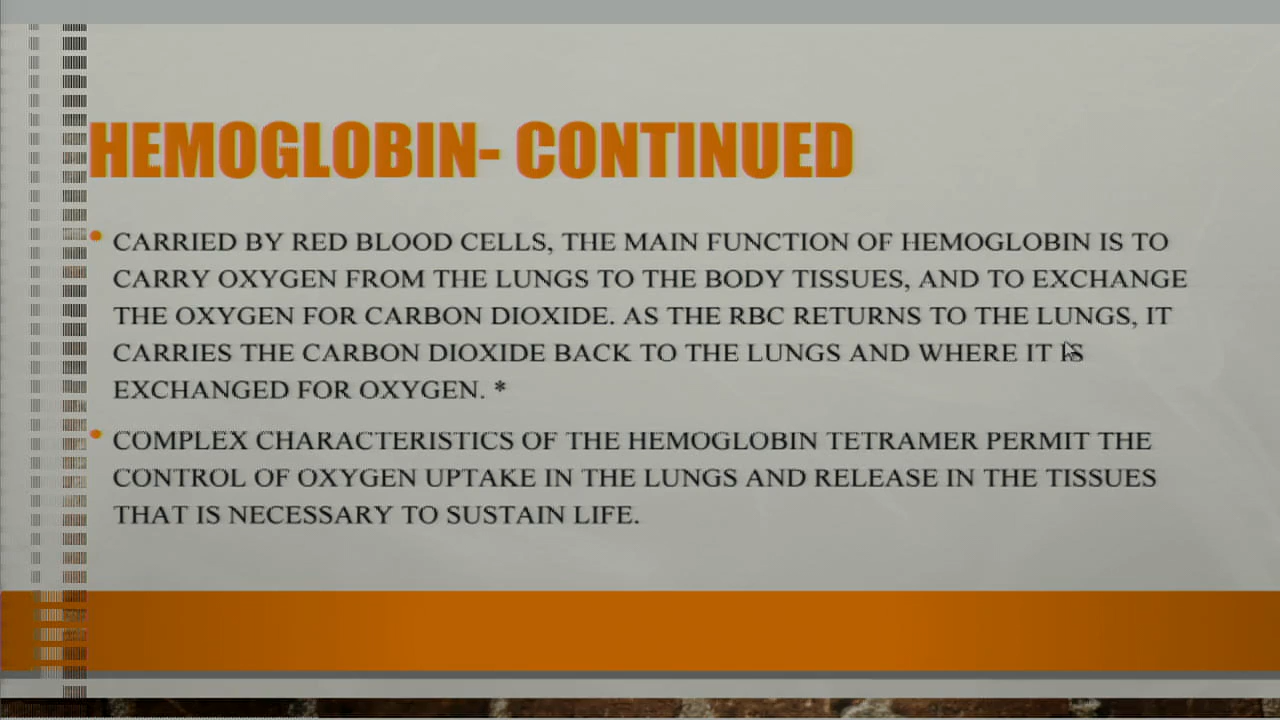 HEMOGLOBIN- CONTINUED
• CARRIED BY RED BLOOD CELLS, THE MAIN FUNCTION OF HEMOGLOBIN IS TO
CARRY OXYGEN FROM THE LUNGS TO THE BODY TISSUES, AND TO EXCHANGE
THE OXYGEN FOR CARBON DIOXIDE. AS THE RBC RETURNS TO THE LUNGS, IT
CARRIES THE CARBON DIOXIDE BACK TO THE LUNGS AND WHERE IT IS
EXCHANGED FOR OXYGEN. *
• COMPLEX CHARACTERISTICS OF THE HEMOGLOBIN TETRAMER PERMIT THE
CONTROL OF OXYGEN UPTAKE IN THE LUNGS AND RELEASE IN THE TISSUES
THAT IS NECESSARY TO SUSTAIN LIFE.